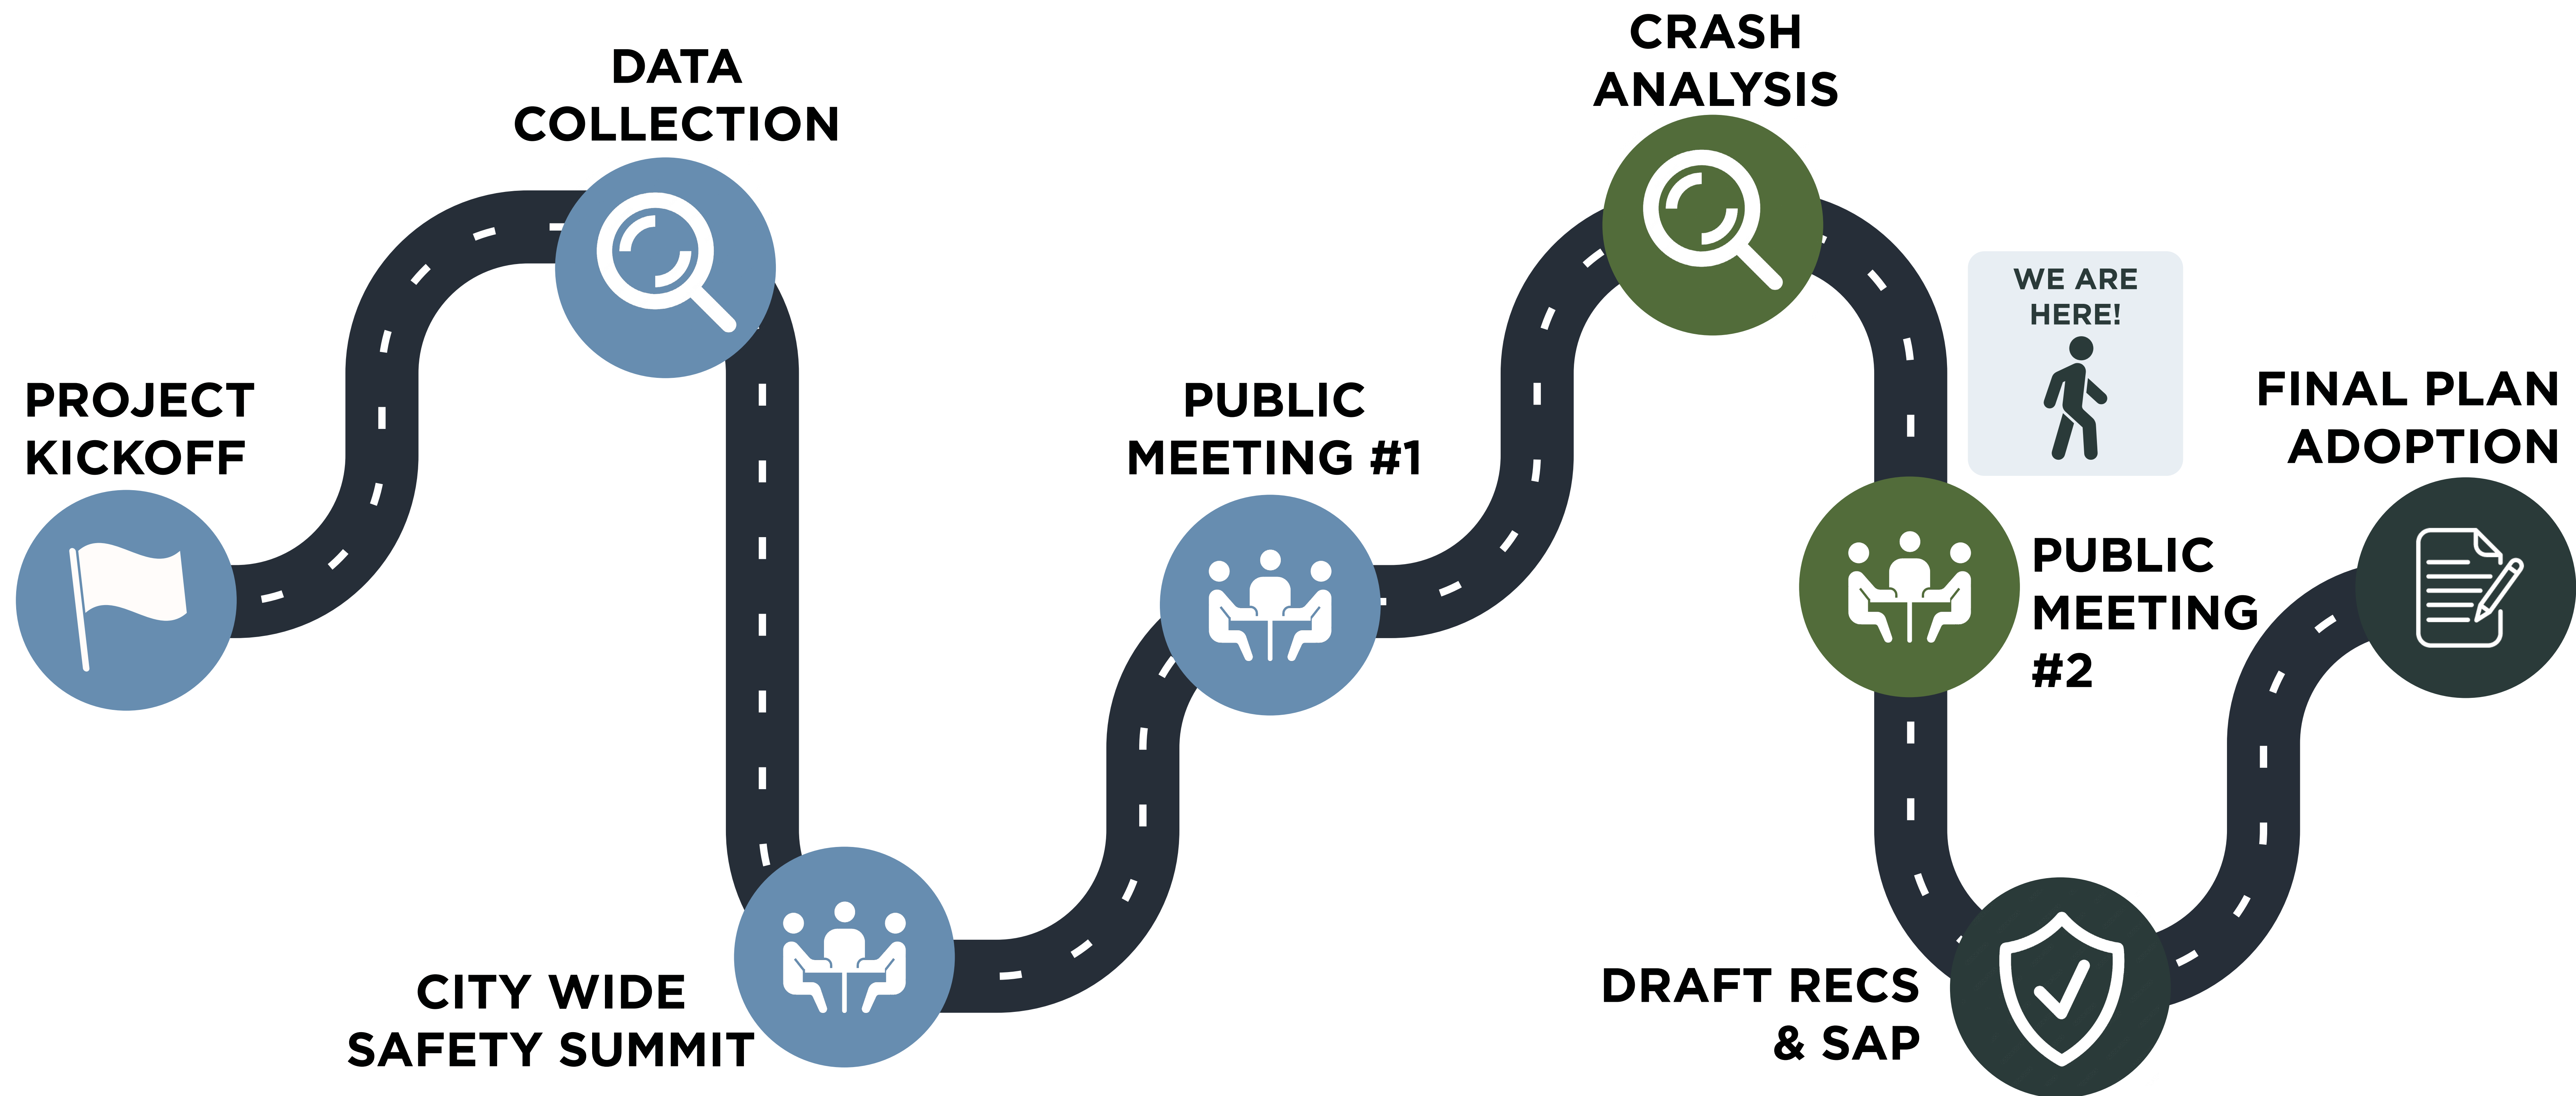 PROJECT
KICKOFF
DATA
COLLECTION
CITY WIDE
SAFETY SUMMIT
PUBLIC
MEETING #1
CRASH
ANALYSIS
WE ARE
HERE!
PUBLIC
MEETING
#2
DRAFT RECS
& SAP
FINAL PLAN
ADOPTION